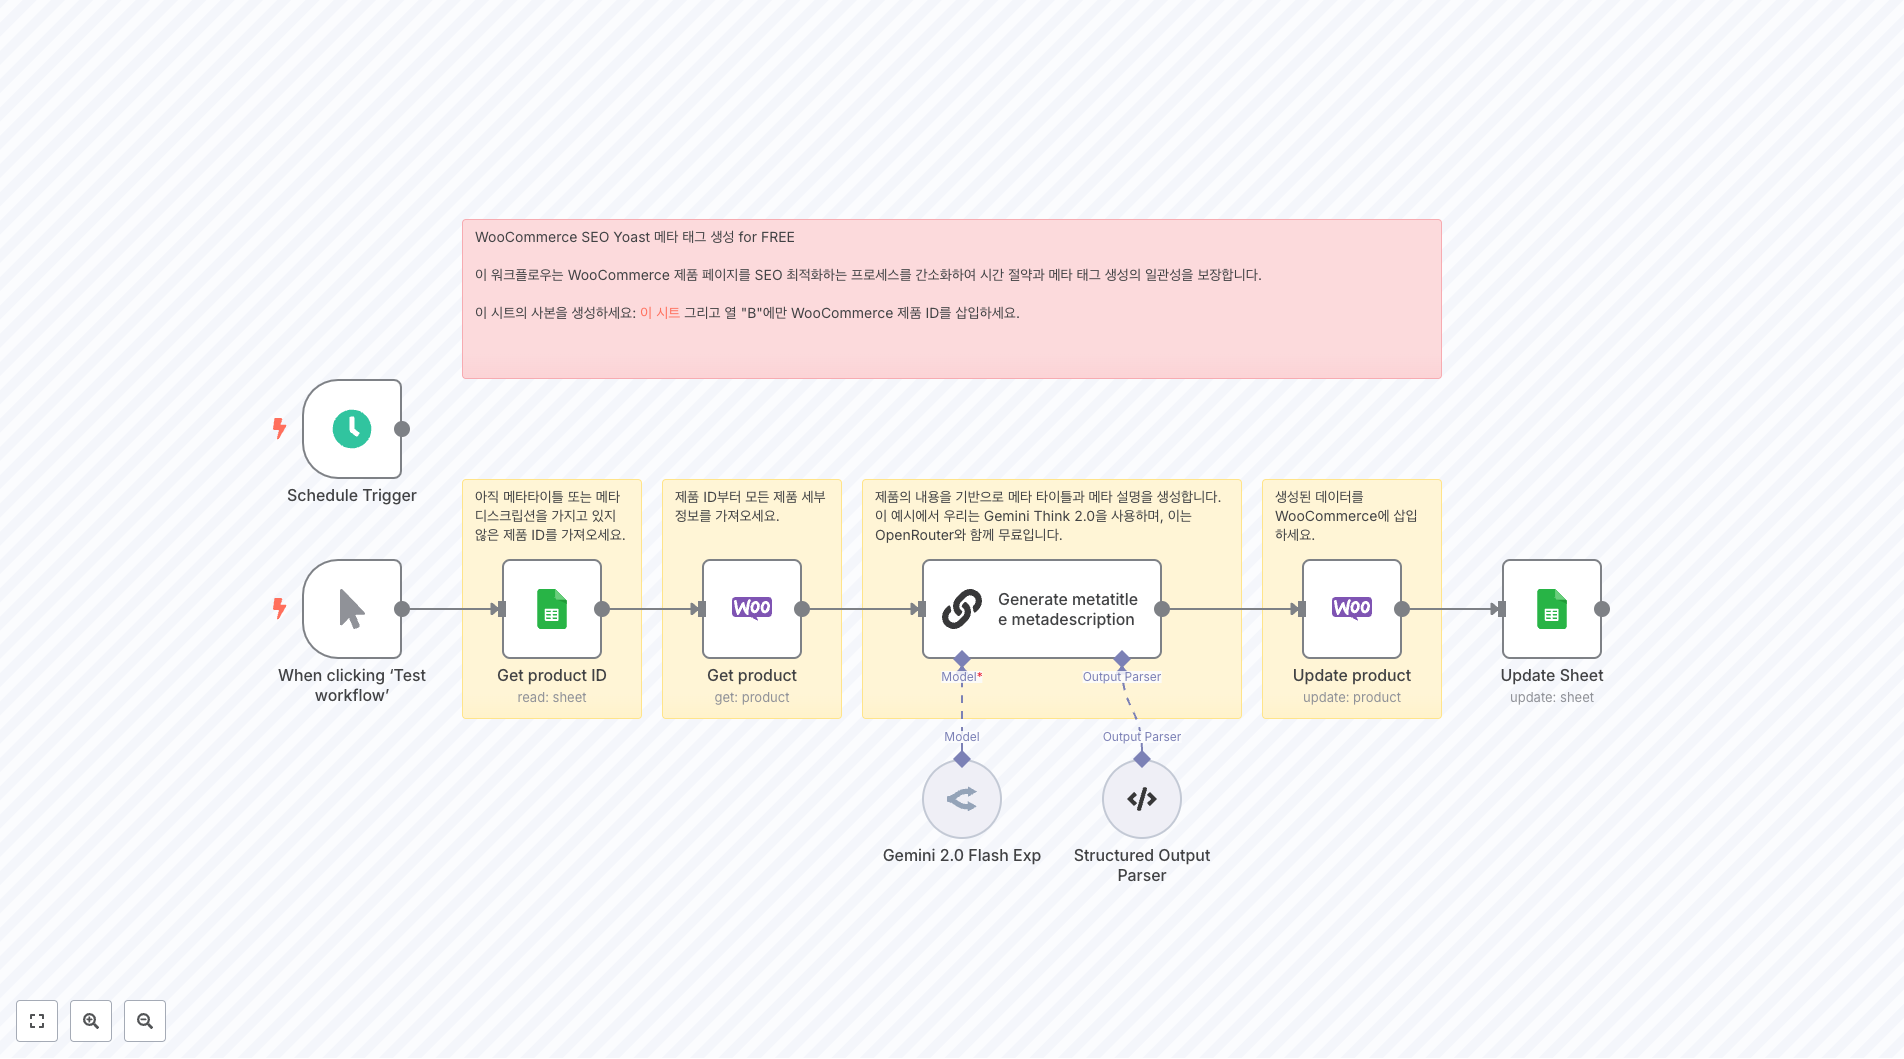 WooCommerce SEO Yoast 메타 태그 생성 for FREE
이 워크플로우는 WooCommerce 제품 페이지를 SEO 최적화하는 프로세스를 간소화하여 시간 절약과 메타 태그 생성의 일관성을 보장합니다.
이 시트의 사본을 생성하세요: 이 시트 그리고 열 "B"에만 WooCommerce 제품 ID를 삽입하세요.
Schedule Trigger
아직 메타타이틀 또는 메타
디스크립션을 가지고 있지
않은 제품 ID를 가져오세요.
제품 ID부터 모든 제품 세부
정보를 가져오세요.
제품의 내용을 기반으로 메타 타이틀과 메타 설명을 생성합니다.
이 예시에서 우리는 Gemini Think 2.0을 사용하며, 이는
OpenRouter와 함께 무료입니다.
생성된 데이터를
WooCommerce에 삽입
하세요.
When clicking ‘Test
workflow’
Get product ID
read: sheet
WOO
Get product
get: product
Generate metatitle
e metadescription
Model*
Output Parser
WOO
Update product
update: product
Update Sheet
update: sheet
Model
Output Parser
Gemini 2.0 Flash Exp
Structured Output
Parser